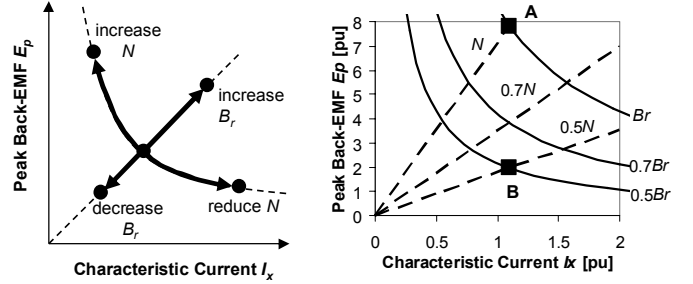 increase
N
increase
Br
decrease
Br
reduce N
Peak Back-EMF Ep
Characteristic Current Ix
A
N
0.7N
0.5N
Br
0.7Br
0.5Br
B
8
7
6
5
4
3
2
1
0
0
0.5
1
1.5
2
Peak Back-EMF Ep [pu]
Characteristic Current Ix [pu]